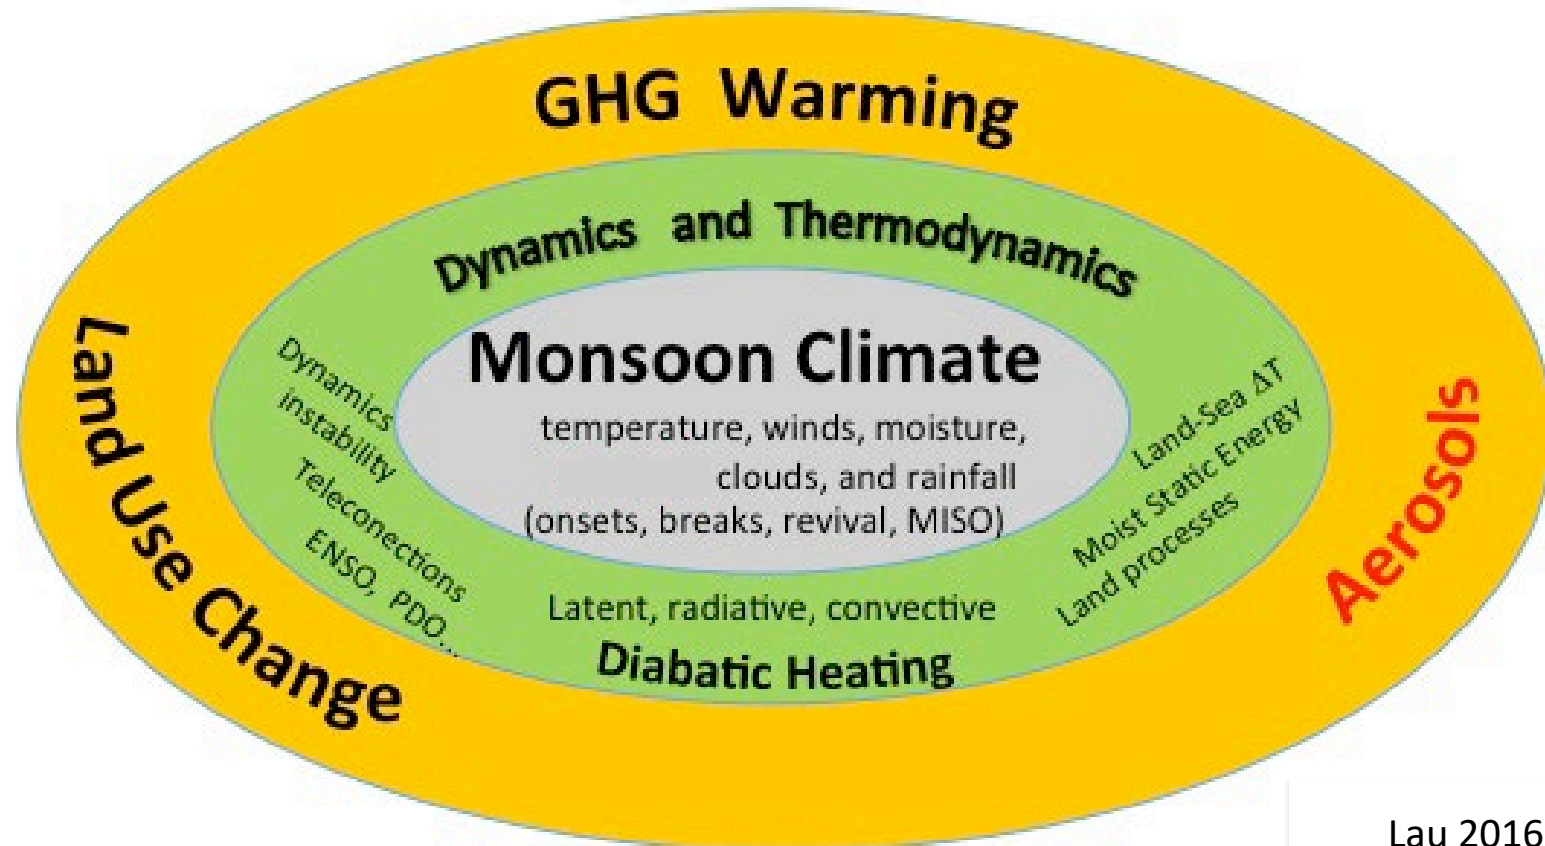 GHG Warming
Dynamics and Thermodynamics
Monsoon Climate
temperature, winds, moisture,
clouds, and rainfall
(onsets, breaks, revival, MISO)
Dynamics
instability
Teleconections
ENSO, PDO...
Land-Sea ΔT
Moist Static Energy
Land processes
Latent, radiative, convective
Diabatic Heating
Land Use Change
Aerosols
Lau 2016